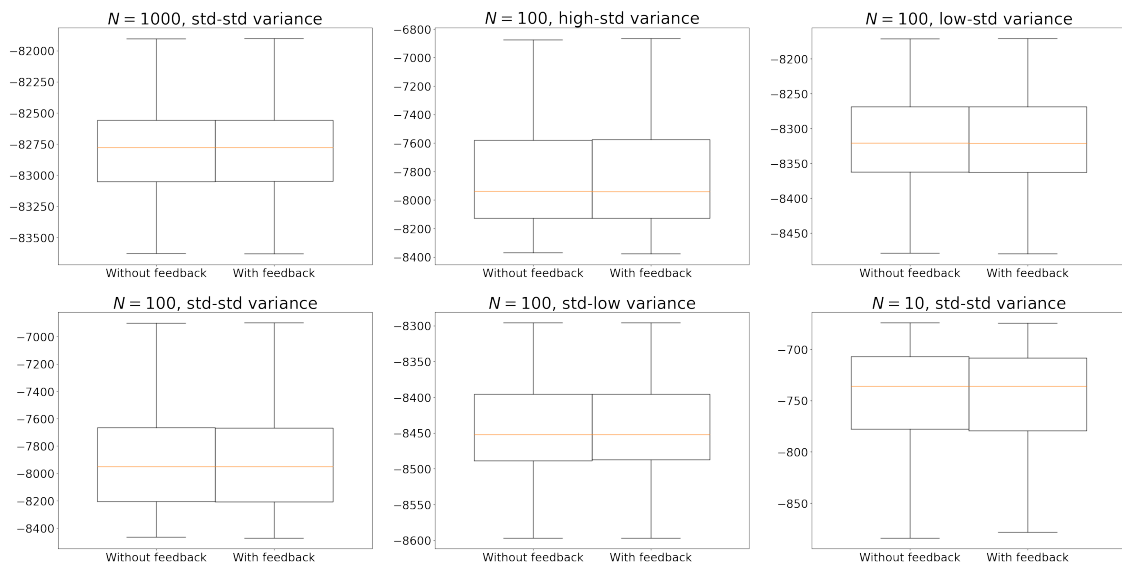 N = 1000, std-std variance
−82000
−82250
−82500
−82750
−83000
−83250
−83500
Without feedback
With feedback
N = 100, high-std variance
−6800
−7000
−7200
−7400
−7600
−7800
−8000
−8200
−8400
Without feedback
With feedback
N = 100, low-std variance
−8200
−8250
−8300
−8350
−8400
−8450
Without feedback
With feedback
N = 100, std-std variance
−7000
−7200
−7400
−7600
−7800
−8000
−8200
−8400
Without feedback
With feedback
N = 100, std-low variance
−8300
−8350
−8400
−8450
−8500
−8550
−8600
Without feedback
With feedback
N = 10, std-std variance
−700
−750
−800
−850
Without feedback
With feedback